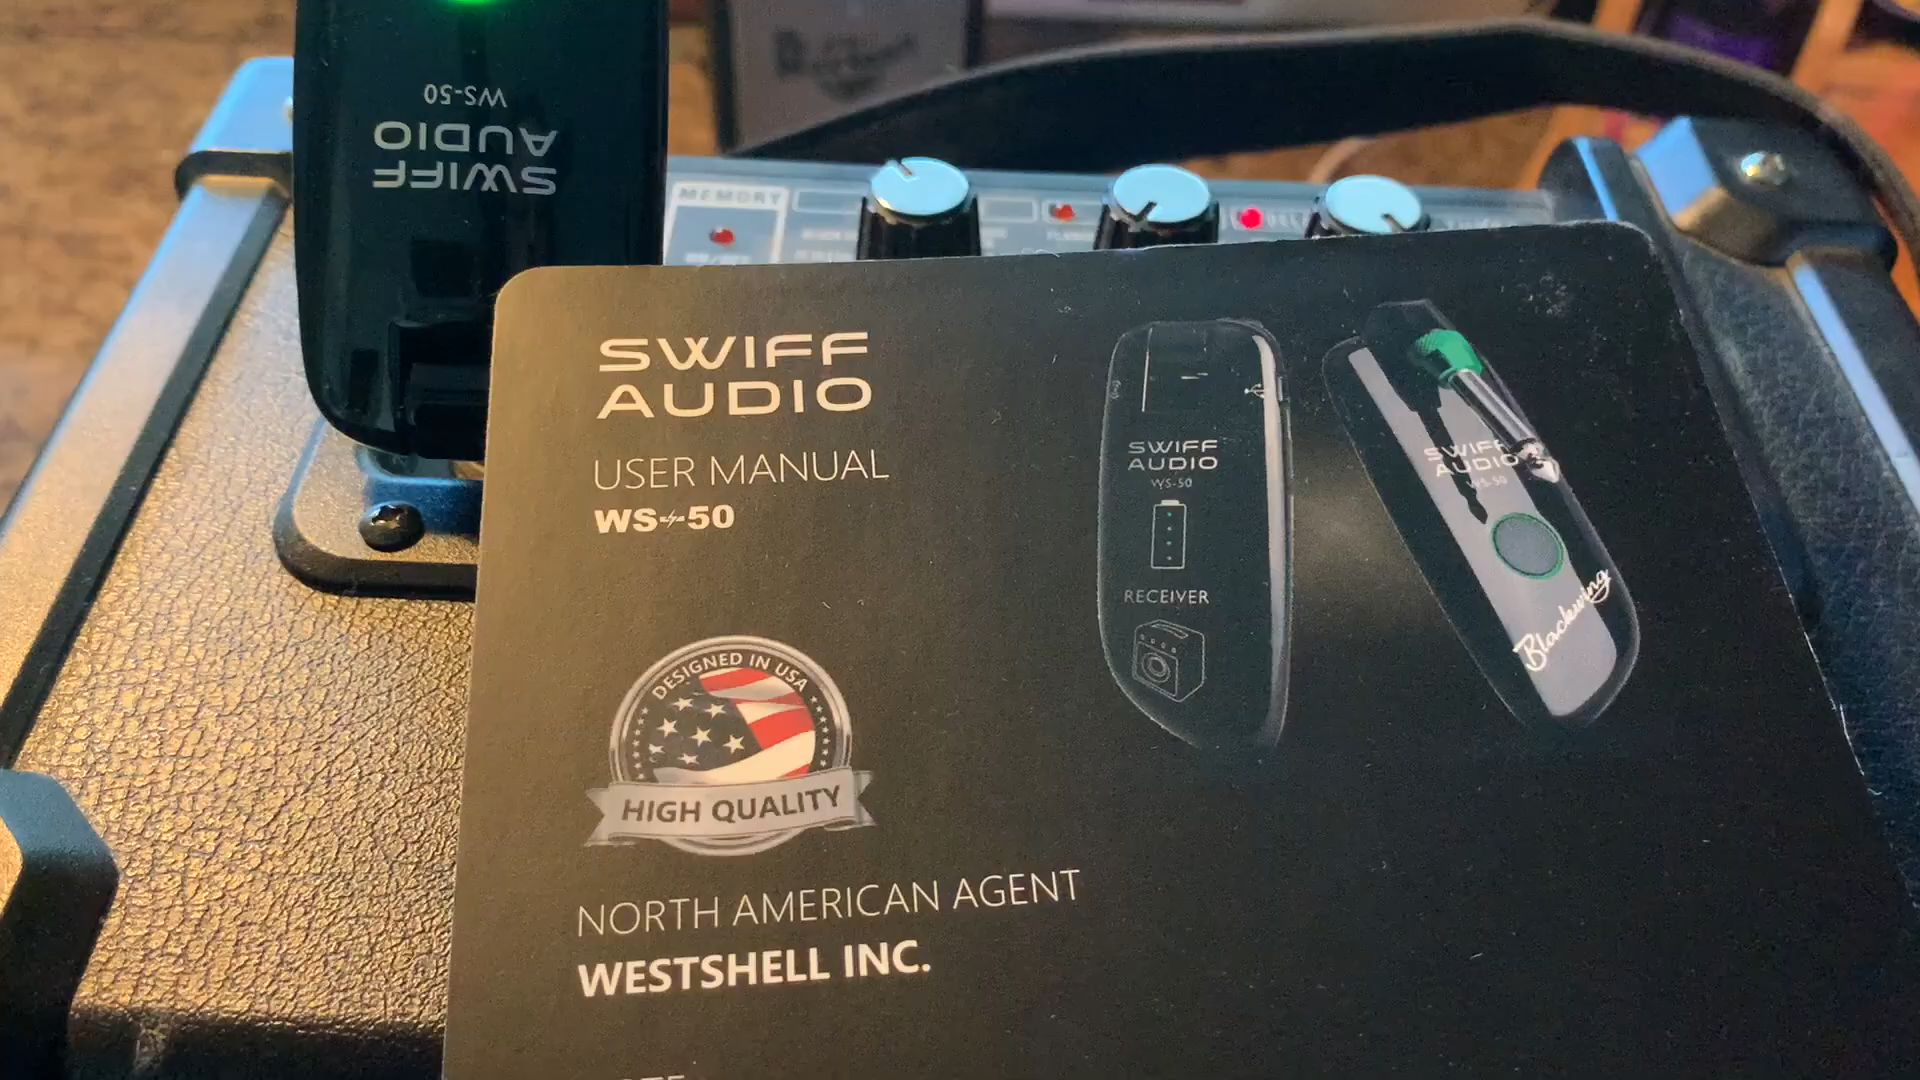 WS-50
SWIFF
AUDIO
MEMORY
SWIFF
AUDIO
USER MANUAL
WS-50
DESIGNED IN USA
HIGH QUALITY
NORTH AMERICAN AGENT
WESTSHELL INC.
SWIFF
AUDIO
WS-50
RECEIVER
SWIFF
AUDIO
WS-50
Blackwing